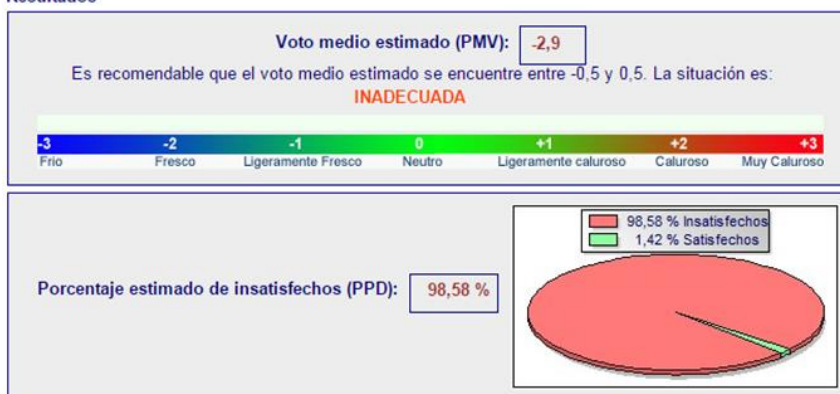 Resultados
Voto medio estimado (PMV): -2,9
Es recomendable que el voto medio estimado se encuentre entre -0,5 y 0,5. La situación es:
INADECUADA
-3 -2 -1 0 +1 +2 +3
Frio Fresco Ligeramente Fresco Neutro Ligeramente caluroso Caluroso Muy Caluroso
98,58 % Insatisfechos
1,42 % Satisfechos
Porcentaje estimado de insatisfechos (PPD): 98,58 %